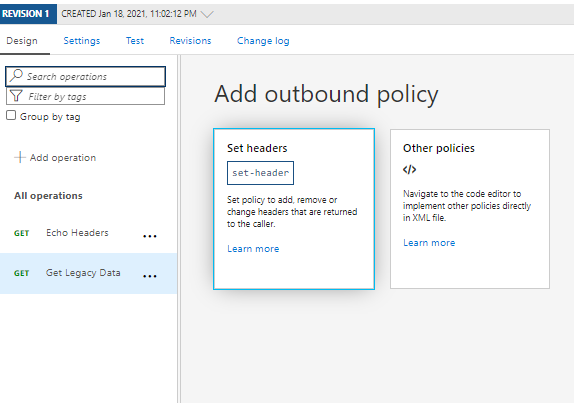 REVISION 1 CREATED Jan 18, 2021, 11:02:12 PM
Design Settings Test Revisions Change log
Search operations
Filter by tags
Group by tag
Add operation
All operations
GET Echo Headers ...
GET Get Legacy Data ...
Add outbound policy
Set headers
set-header
Set policy to add, remove or
change headers that are returned
to the caller.
Learn more
Other policies
</>
Navigate to the code editor to
implement other policies directly
in XML file.
Learn more